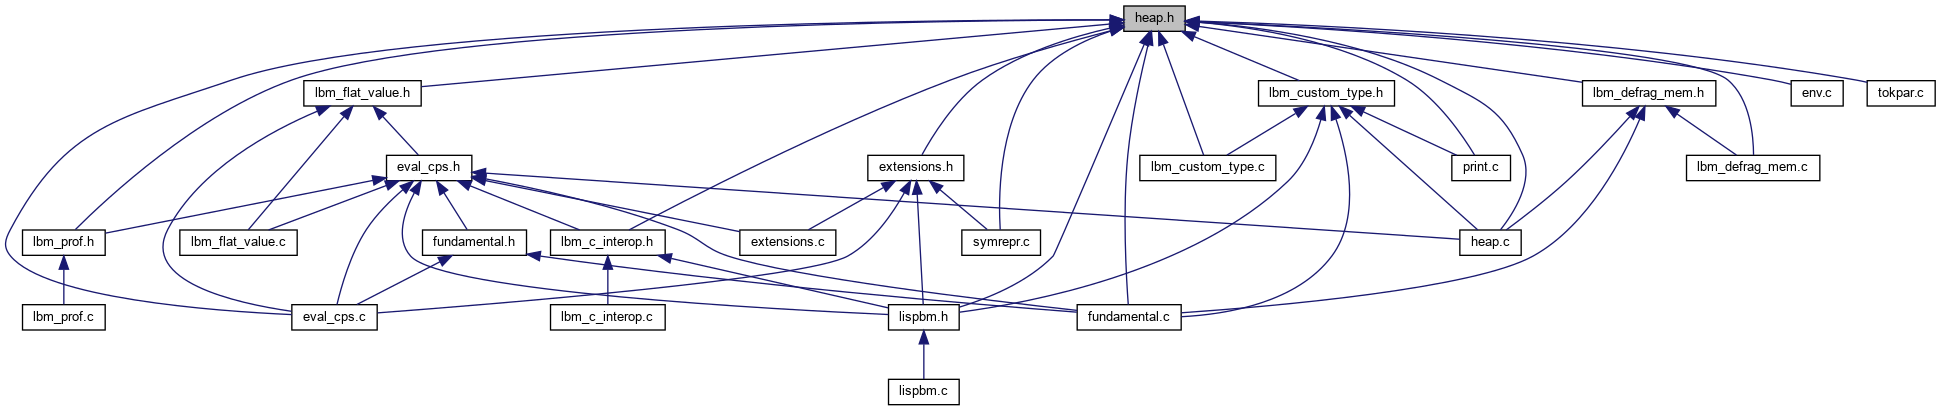 heap.h
lbm_flat_value.h
lbm_custom_type.h
lbm_defrag_mem.h
env.c
tokpar.c
eval_cps.h
extensions.h
lbm_custom_type.c
print.c
lbm_defrag_mem.c
lbm_prof.h
lbm_flat_value.c
fundamental.h
lbm_c_interop.h
extensions.c
symrepr.c
heap.c
lbm_prof.c
eval_cps.c
lbm_c_interop.c
lispbm.h
fundamental.c
lispbm.c